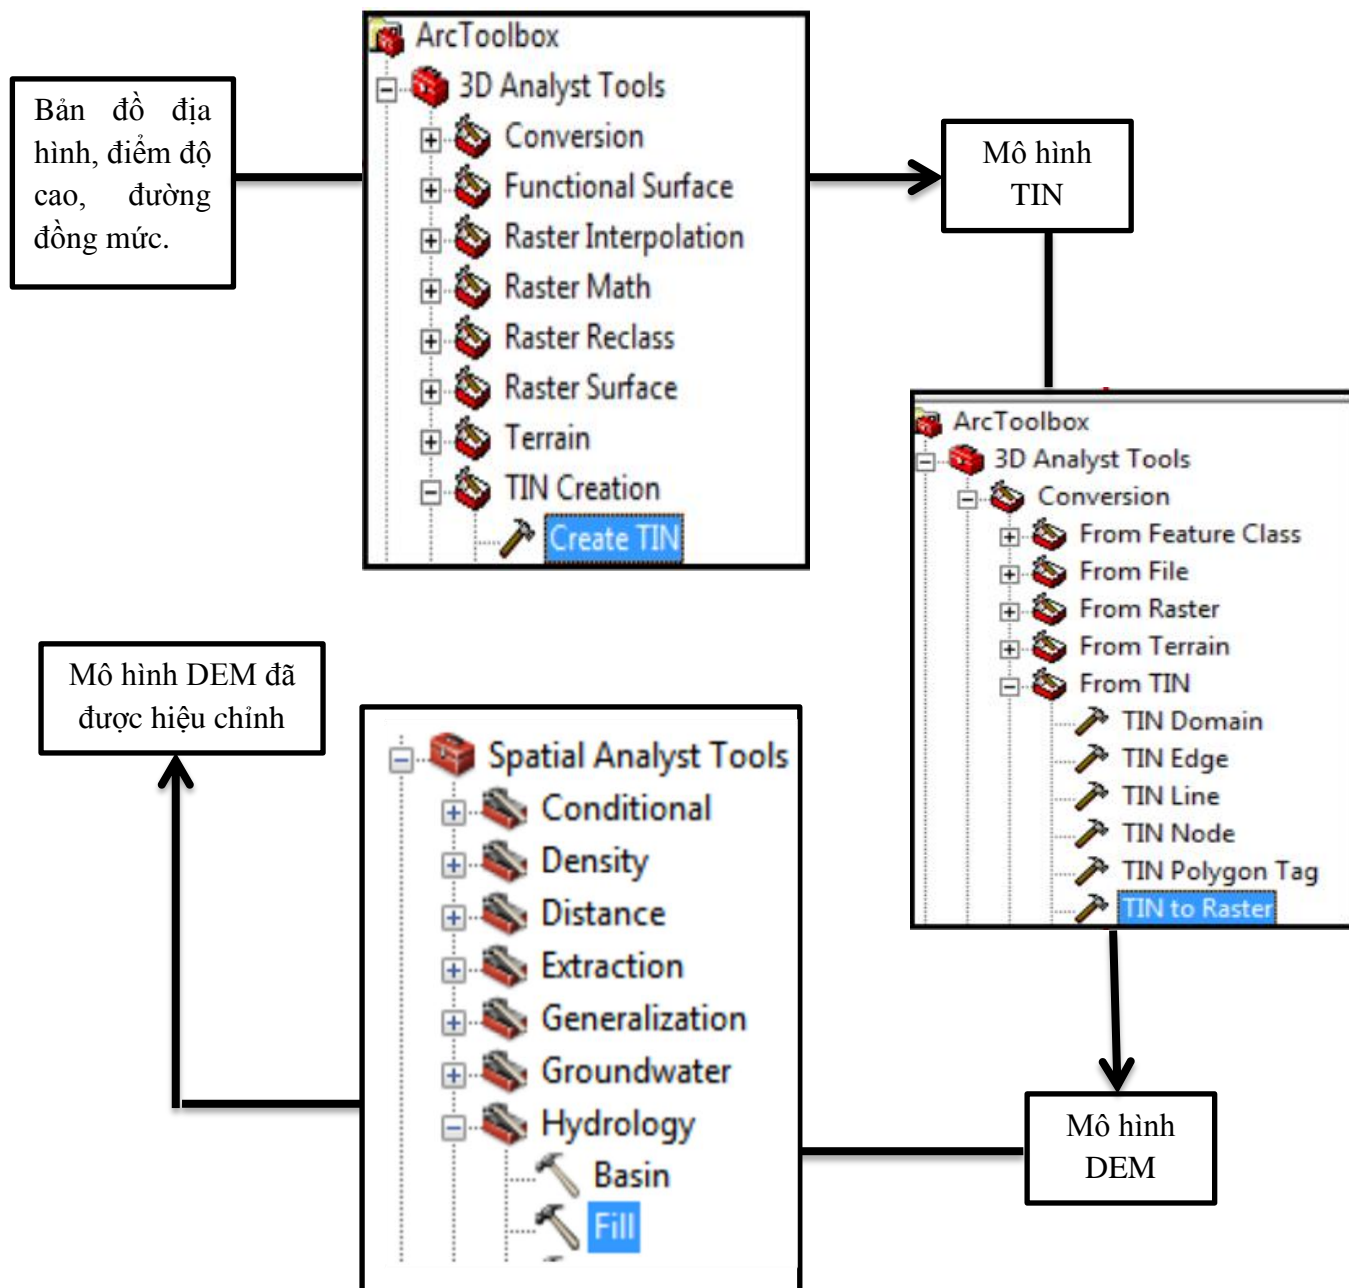 Bản đồ địa
hình, điểm độ
cao, đường
đồng mức.
ArcToolbox
3D Analyst Tools
Conversion
Functional Surface
Raster Interpolation
Raster Math
Raster Reclass
Raster Surface
Terrain
TIN Creation
Create TIN
Mô hình
TIN
ArcToolbox
3D Analyst Tools
Conversion
From Feature Class
From File
From Raster
From Terrain
From TIN
TIN Domain
TIN Edge
TIN Line
TIN Node
TIN Polygon Tag
TIN to Raster
Mô hình
DEM
Spatial Analyst Tools
Conditional
Density
Distance
Extraction
Generalization
Groundwater
Hydrology
Basin
Fill
Mô hình DEM đã
được hiệu chỉnh